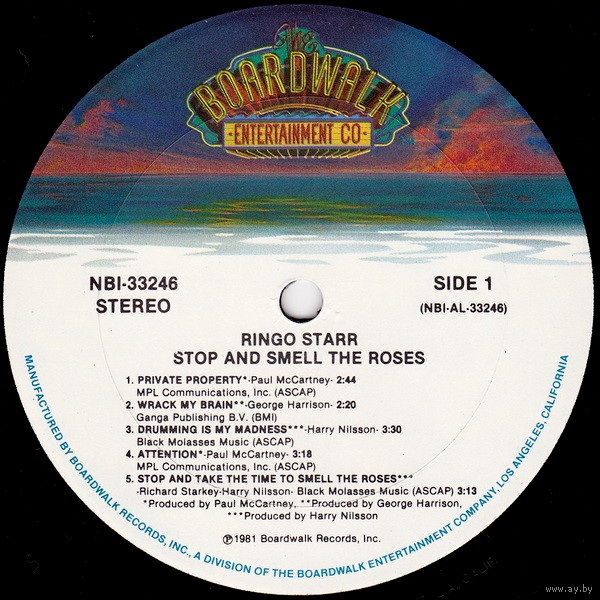 The
BOARDWALK
ENTERTAINMENT CO
NBI-33246
STEREO
SIDE 1
(NBI-AL-33246)
RINGO STARR
STOP AND SMELL THE ROSES
1. PRIVATE PROPERTY*-Paul McCartney- 2:44
MPL Communications, Inc. (ASCAP)
2. WRACK MY BRAIN**-George Harrison- 2:20
Ganga Publishing B.V. (BMI)
3. DRUMMING IS MY MADNESS***-Harry Nilsson- 3:30
Black Molasses Music (ASCAP)
4. ATTENTION*-Paul McCartney- 3:18
MPL Communications, Inc. (ASCAP)
5. STOP AND TAKE THE TIME TO SMELL THE ROSES***
-Richard Starkey-Harry Nilsson- Black Molasses Music (ASCAP) 3:13
*Produced by Paul McCartney, **Produced by George Harrison,
***Produced by Harry Nilsson
℗1981 Boardwalk Records, Inc.
MANUFACTURED BY BOARDWALK RECORDS, INC., A DIVISION OF THE BOARDWALK ENTERTAINMENT COMPANY, LOS ANGELES, CALIFORNIA
www.ay.by